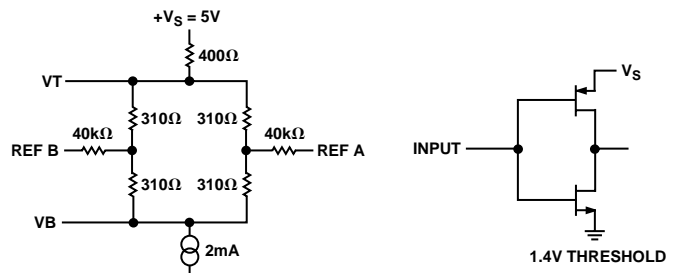 +VS = 5V
400Ω
VT
310Ω 310Ω
40kΩ 40kΩ
REF B REF A
310Ω 310Ω
VB
2mA
VS
INPUT
1.4V THRESHOLD